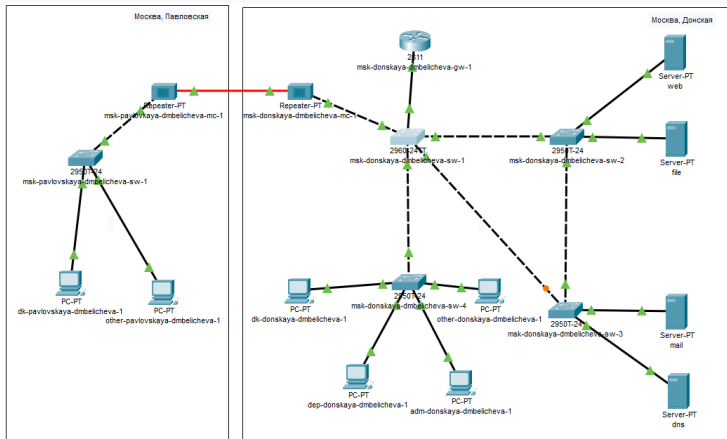 Москва, Павловская
Москва, Донская
2811
msk-donskaya-dmbelicheva-gw-1
Server-PT
web
Repeater-PT
msk-pavlovskaya-dmbelicheva-mc-1
Repeater-PT
msk-donskaya-dmbelicheva-mc-1
2960-24TT
msk-donskaya-dmbelicheva-sw-1
2950T-24
msk-donskaya-dmbelicheva-sw-2
Server-PT
file
2950T-24
msk-pavlovskaya-dmbelicheva-sw-1
PC-PT
dk-pavlovskaya-dmbelicheva-1
PC-PT
other-pavlovskaya-dmbelicheva-1
PC-PT
dk-donskaya-dmbelicheva-1
2950T-24
msk-donskaya-dmbelicheva-sw-4
PC-PT
other-donskaya-dmbelicheva-1
2950T-24
msk-donskaya-dmbelicheva-sw-3
Server-PT
mail
PC-PT
dep-donskaya-dmbelicheva-1
PC-PT
adm-donskaya-dmbelicheva-1
Server-PT
dns